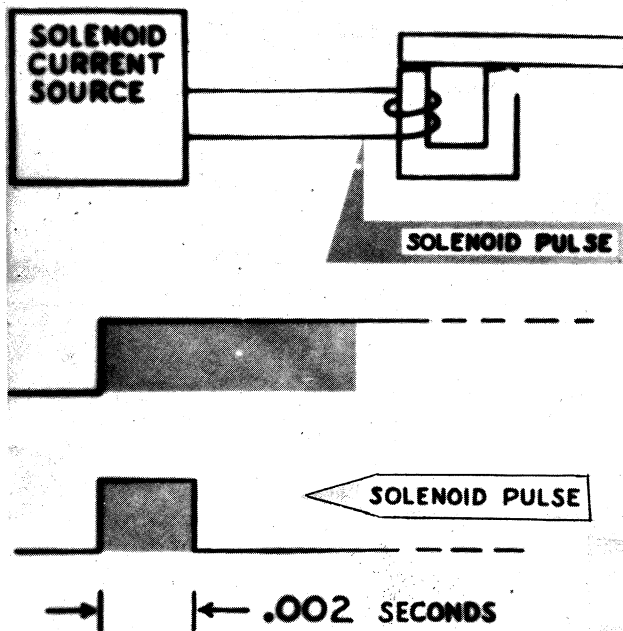 SOLENOID
CURRENT
SOURCE
SOLENOID PULSE
SOLENOID PULSE
.002 SECONDS